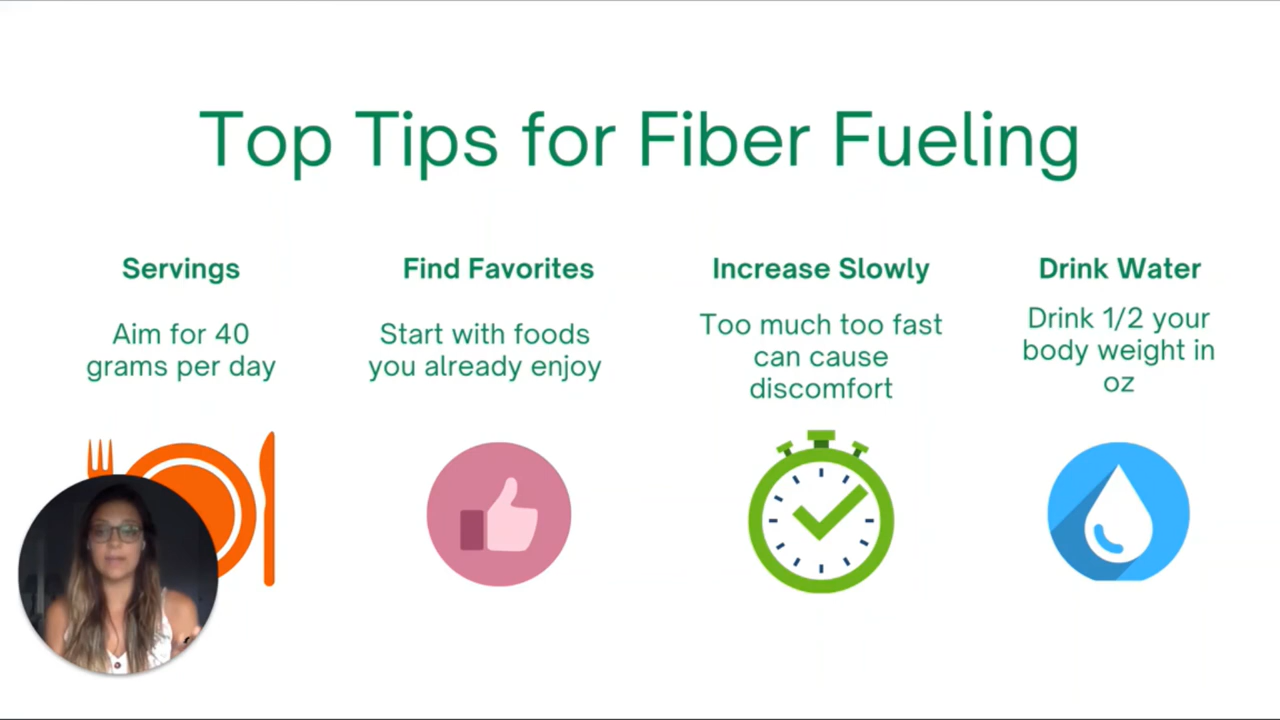 Top Tips for Fiber Fueling
Servings
Aim for 40
grams per day
Find Favorites
Start with foods
you already enjoy
Increase Slowly
Too much too fast
can cause
discomfort
Drink Water
Drink 1/2 your
body weight in
oz